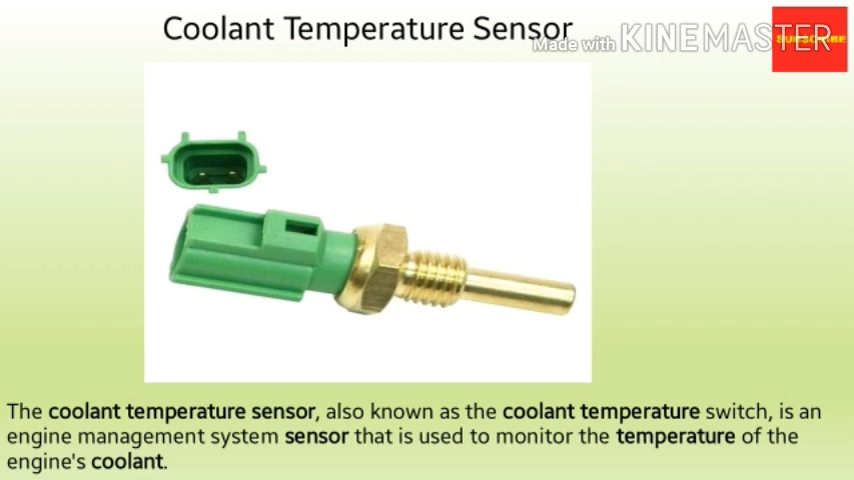 Coolant Temperature Sensor
Made with KINEMASTER
SUBSCRIBE
The coolant temperature sensor, also known as the coolant temperature switch, is an
engine management system sensor that is used to monitor the temperature of the
engine's coolant.